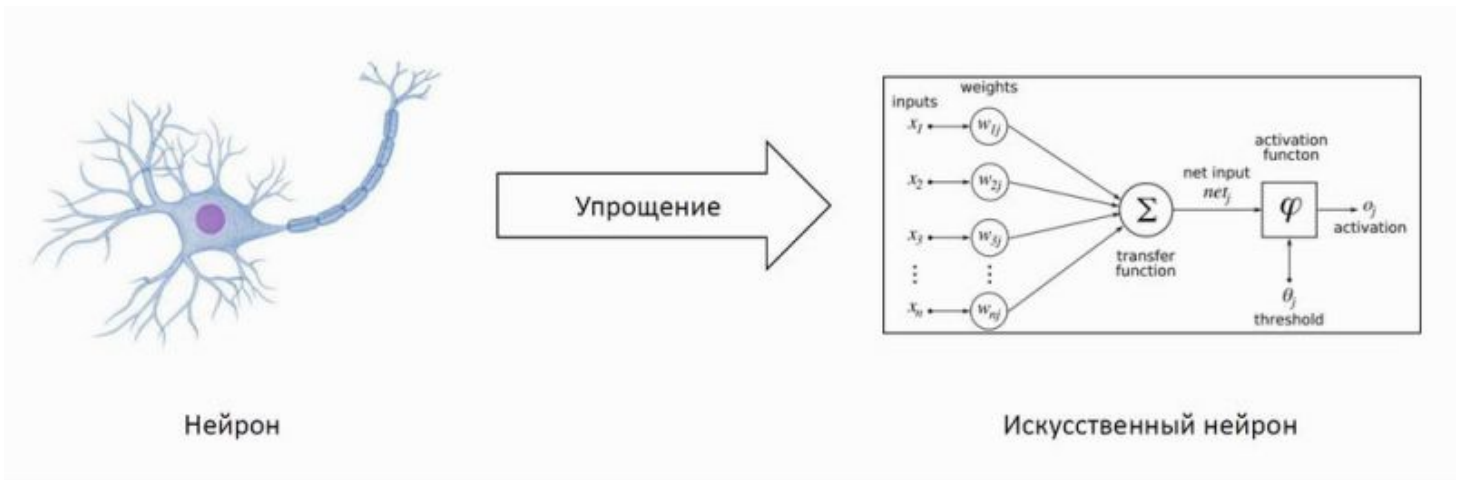 Нейрон
Упрощение
inputs
weights
x1
w1j
x2
w2j
x3
w3j
⋮
⋮
xn
wnj
Σ
transfer
function
net input
netj
activation
functon
φ
oj
activation
θj
threshold
Искусственный нейрон